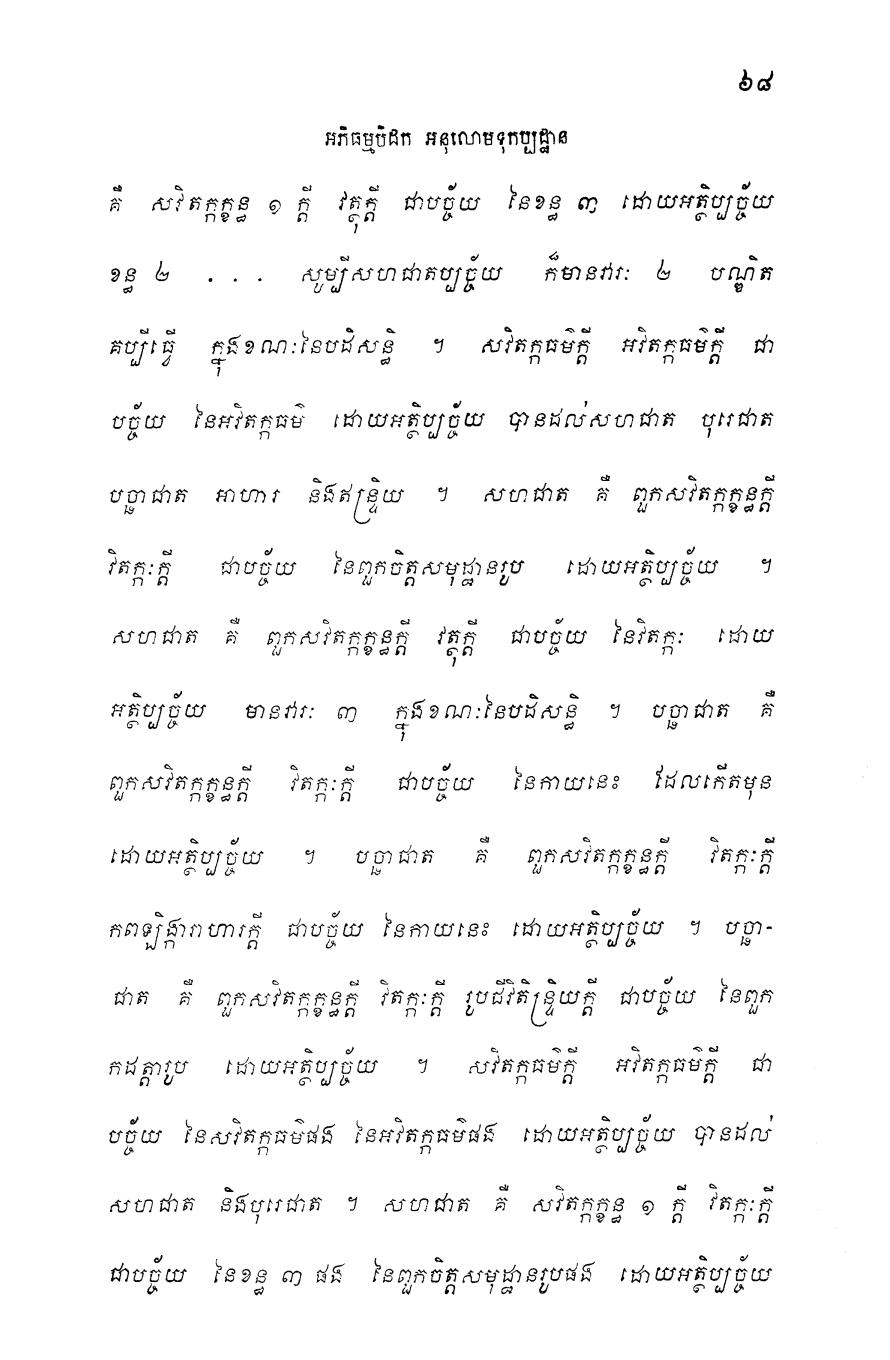 ៦៨
អភិធម្មបិដក អនុលោមទុកប្បដ្ឋាន
គឺ សវិតក្កក្ខន្ធ ១ ក្តី វត្ថុក្តី ជាបច្ច័យ នៃខន្ធ ៣ ដោយអត្ថិប្បច្ច័យ
ខន្ធ ២ . . . សូម្បីសហជាតប្បច្ច័យ ក៏មានវារៈ ២ បណ្ឌិត
គប្បីធ្វើ ក្នុងខណៈនៃបដិសន្ធិ ។ សវិតក្កធម៌ក្តី អវិតក្កធម៌ក្តី ជា
បច្ច័យ នៃអវិតក្កធម៌ ដោយអត្ថិប្បច្ច័យ បានដល់សហជាត បុរេជាត
បច្ឆាជាត អាហារ និងឥន្ទ្រិយ ។ សហជាត គឺ ពួកសវិតក្កក្ខន្ធក្តី
វិតក្កៈក្តី ជាបច្ច័យ នៃពួកចិត្តសមុដ្ឋានរូប ដោយអត្ថិប្បច្ច័យ ។
សហជាត គឺ ពួកសវិតក្កក្ខន្ធក្តី វត្ថុក្តី ជាបច្ច័យ នៃវិតក្កៈ ដោយ
អត្ថិប្បច្ច័យ មានវារៈ ៣ ក្នុងខណៈនៃបដិសន្ធិ ។ បច្ឆាជាត គឺ
ពួកសវិតក្កក្ខន្ធក្តី វិតក្កៈក្តី ជាបច្ច័យ នៃកាយនេះ ដែលកើតមុន
ដោយអត្ថិប្បច្ច័យ ។ បច្ឆាជាត គឺ ពួកសវិតក្កក្ខន្ធក្តី វិតក្កៈក្តី
កពឡិង្ការាហារក្តី ជាបច្ច័យ នៃកាយនេះ ដោយអត្ថិប្បច្ច័យ ។ បច្ឆា-
ជាត គឺ ពួកសវិតក្កក្ខន្ធក្តី វិតក្កៈក្តី រូបជីវិតិន្ទ្រិយក្តី ជាបច្ច័យ នៃពួក
កដត្តារូប ដោយអត្ថិប្បច្ច័យ ។ សវិតក្កធម៌ក្តី អវិតក្កធម៌ក្តី ជា
បច្ច័យ នៃសវិតក្កធម៌ផង នៃអវិតក្កធម៌ផង ដោយអត្ថិប្បច្ច័យ បានដល់
សហជាត និងបុរេជាត ។ សហជាត គឺ សវិតក្កក្ខន្ធ ១ ក្តី វិតក្កៈក្តី
ជាបច្ច័យ នៃខន្ធ ៣ ផង នៃពួកចិត្តសមុដ្ឋានរូបផង ដោយអត្ថិប្បច្ច័យ